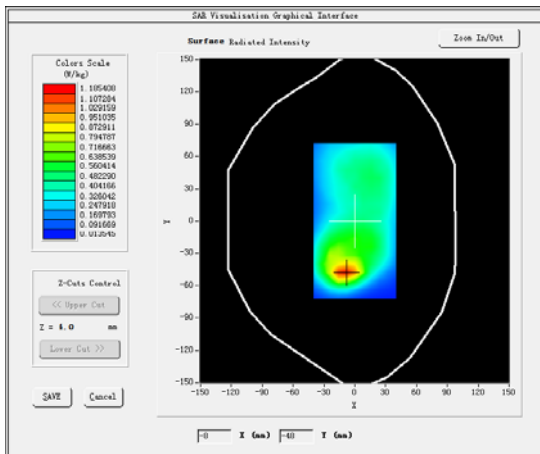 SAR Visualisation Graphical Interface
Surface Radiated Intensity
Zoom In/Out
Colors Scale
(W/kg)
1.185408
1.107284
1.029159
0.951035
0.872911
0.794787
0.716663
0.638539
0.560414
0.482290
0.404166
0.326042
0.247918
0.169793
0.091669
0.013545
Z-Cuts Control
<< Upper Cut
Z = 4.0 mm
Lower Cut >>
SAVE Cancel
150
120
90
60
30
0
-30
-60
-90
-120
-150
Y
-150 -120 -90 -60 -30 0 30 60 90 120 150
X
-8 X (mm) -48 Y (mm)